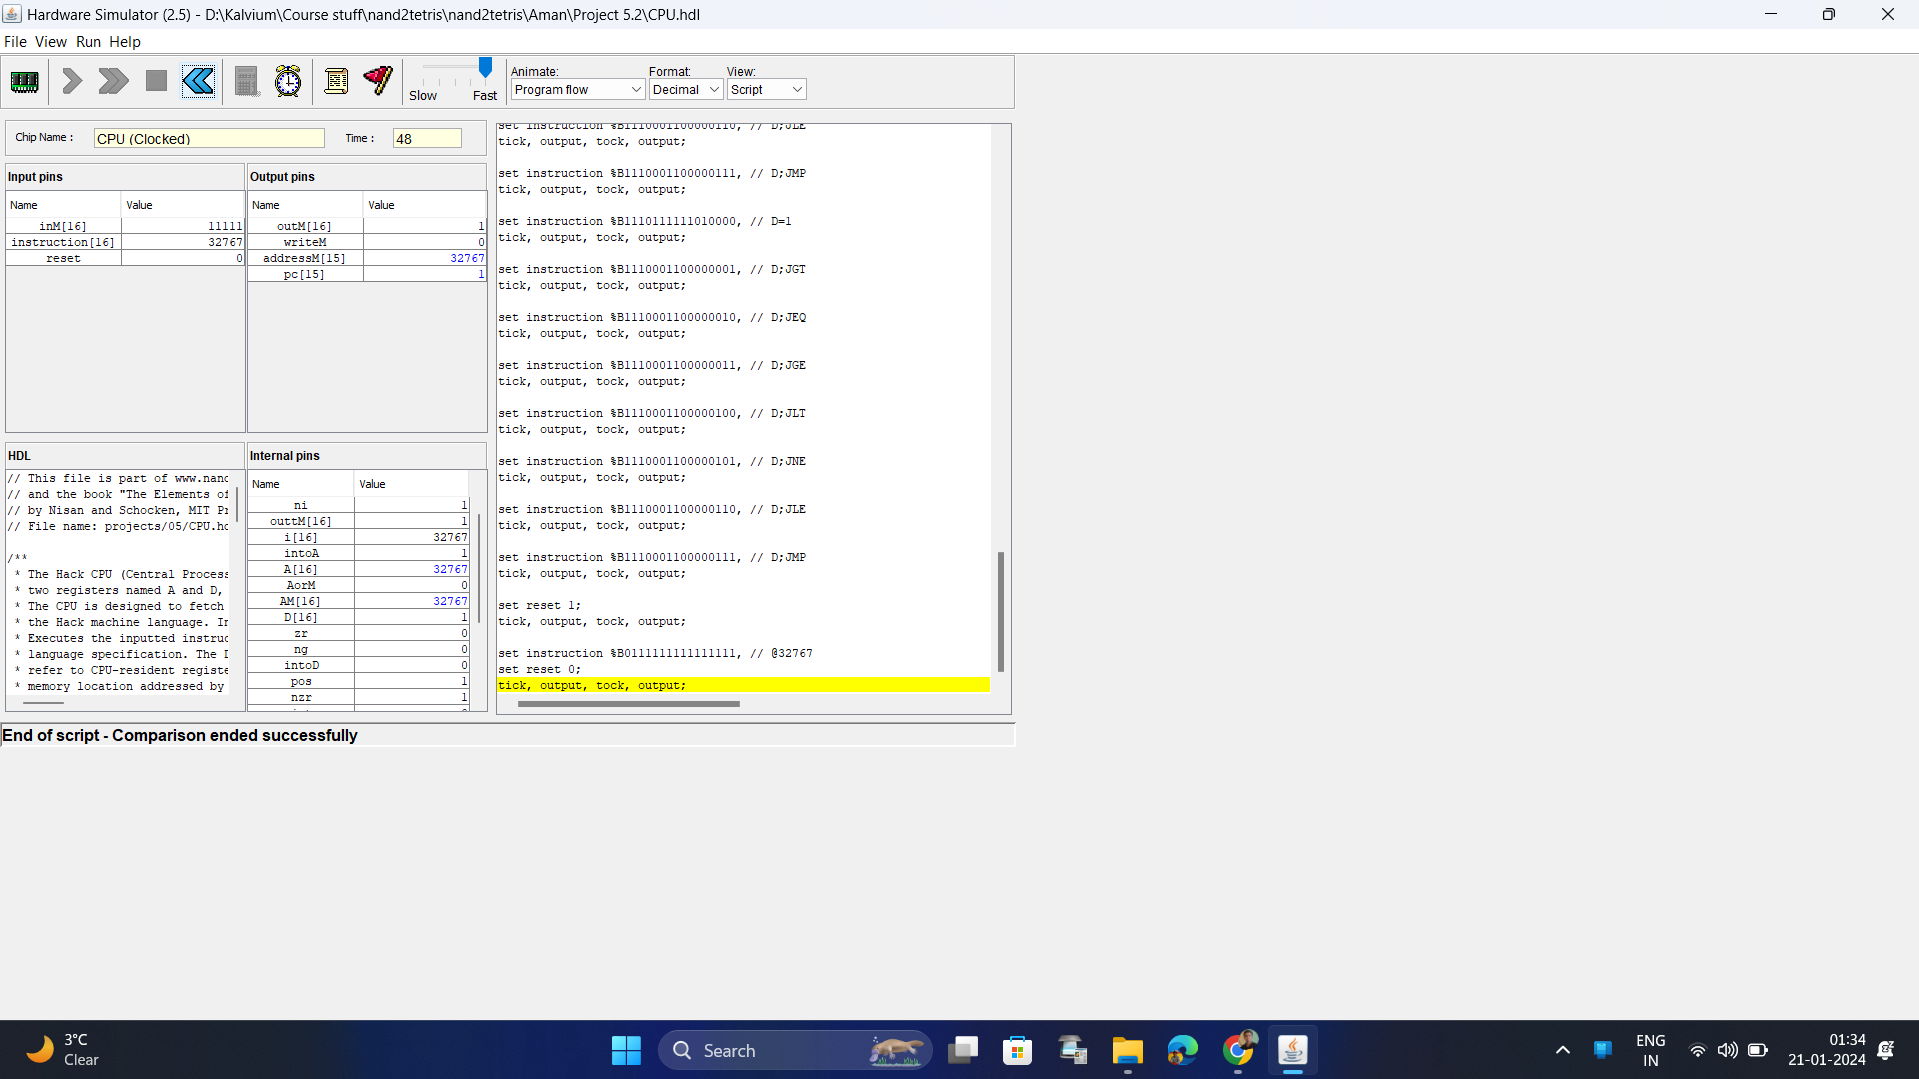 Hardware Simulator (2.5) - D:\Kalvium\Course stuff\nand2tetris\nand2tetris\Aman\Project 5.2\CPU.hdl
File View Run Help
Slow Fast
Animate: Format: View:
Program flow Decimal Script
Chip Name : CPU (Clocked) Time : 48
Input pins
Name Value
inM[16] 11111
instruction[16] 32767
reset 0
Output pins
Name Value
outM[16] 1
writeM 0
addressM[15] 32767
pc[15] 1
HDL
// This file is part of www.nand
// and the book "The Elements of
// by Nisan and Schocken, MIT Pr
// File name: projects/05/CPU.hd
/**
* The Hack CPU (Central Process
* two registers named A and D,
* The CPU is designed to fetch
* the Hack machine language. In
* Executes the inputted instruc
* language specification. The D
* refer to CPU-resident registe
* memory location addressed by
Internal pins
Name Value
ni 1
outtM[16] 1
i[16] 32767
intoA 1
A[16] 32767
AorM 0
AM[16] 32767
D[16] 1
zr 0
ng 0
intoD 0
pos 1
nzr 1
set instruction %B1110001100000110, // D;JLE
tick, output, tock, output;
set instruction %B1110001100000111, // D;JMP
tick, output, tock, output;
set instruction %B1110111111010000, // D=1
tick, output, tock, output;
set instruction %B1110001100000001, // D;JGT
tick, output, tock, output;
set instruction %B1110001100000010, // D;JEQ
tick, output, tock, output;
set instruction %B1110001100000011, // D;JGE
tick, output, tock, output;
set instruction %B1110001100000100, // D;JLT
tick, output, tock, output;
set instruction %B1110001100000101, // D;JNE
tick, output, tock, output;
set instruction %B1110001100000110, // D;JLE
tick, output, tock, output;
set instruction %B1110001100000111, // D;JMP
tick, output, tock, output;
set reset 1;
tick, output, tock, output;
set instruction %B0111111111111111, // @32767
set reset 0;
tick, output, tock, output;
End of script - Comparison ended successfully
3°C
Clear
Search
ENG
IN
01:34
21-01-2024